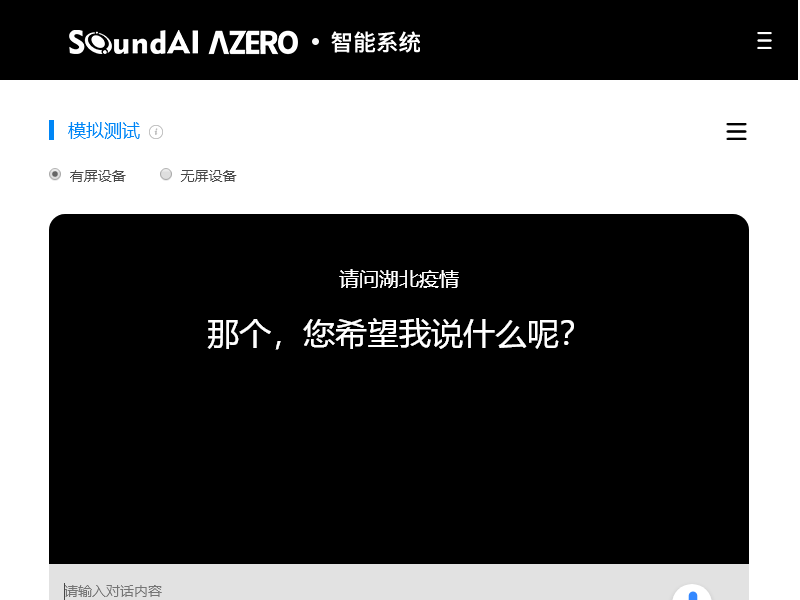 SoundAI AZERO • 智能系统
模拟测试
有屏设备 无屏设备
请问湖北疫情
那个，您希望我说什么呢？
请输入对话内容